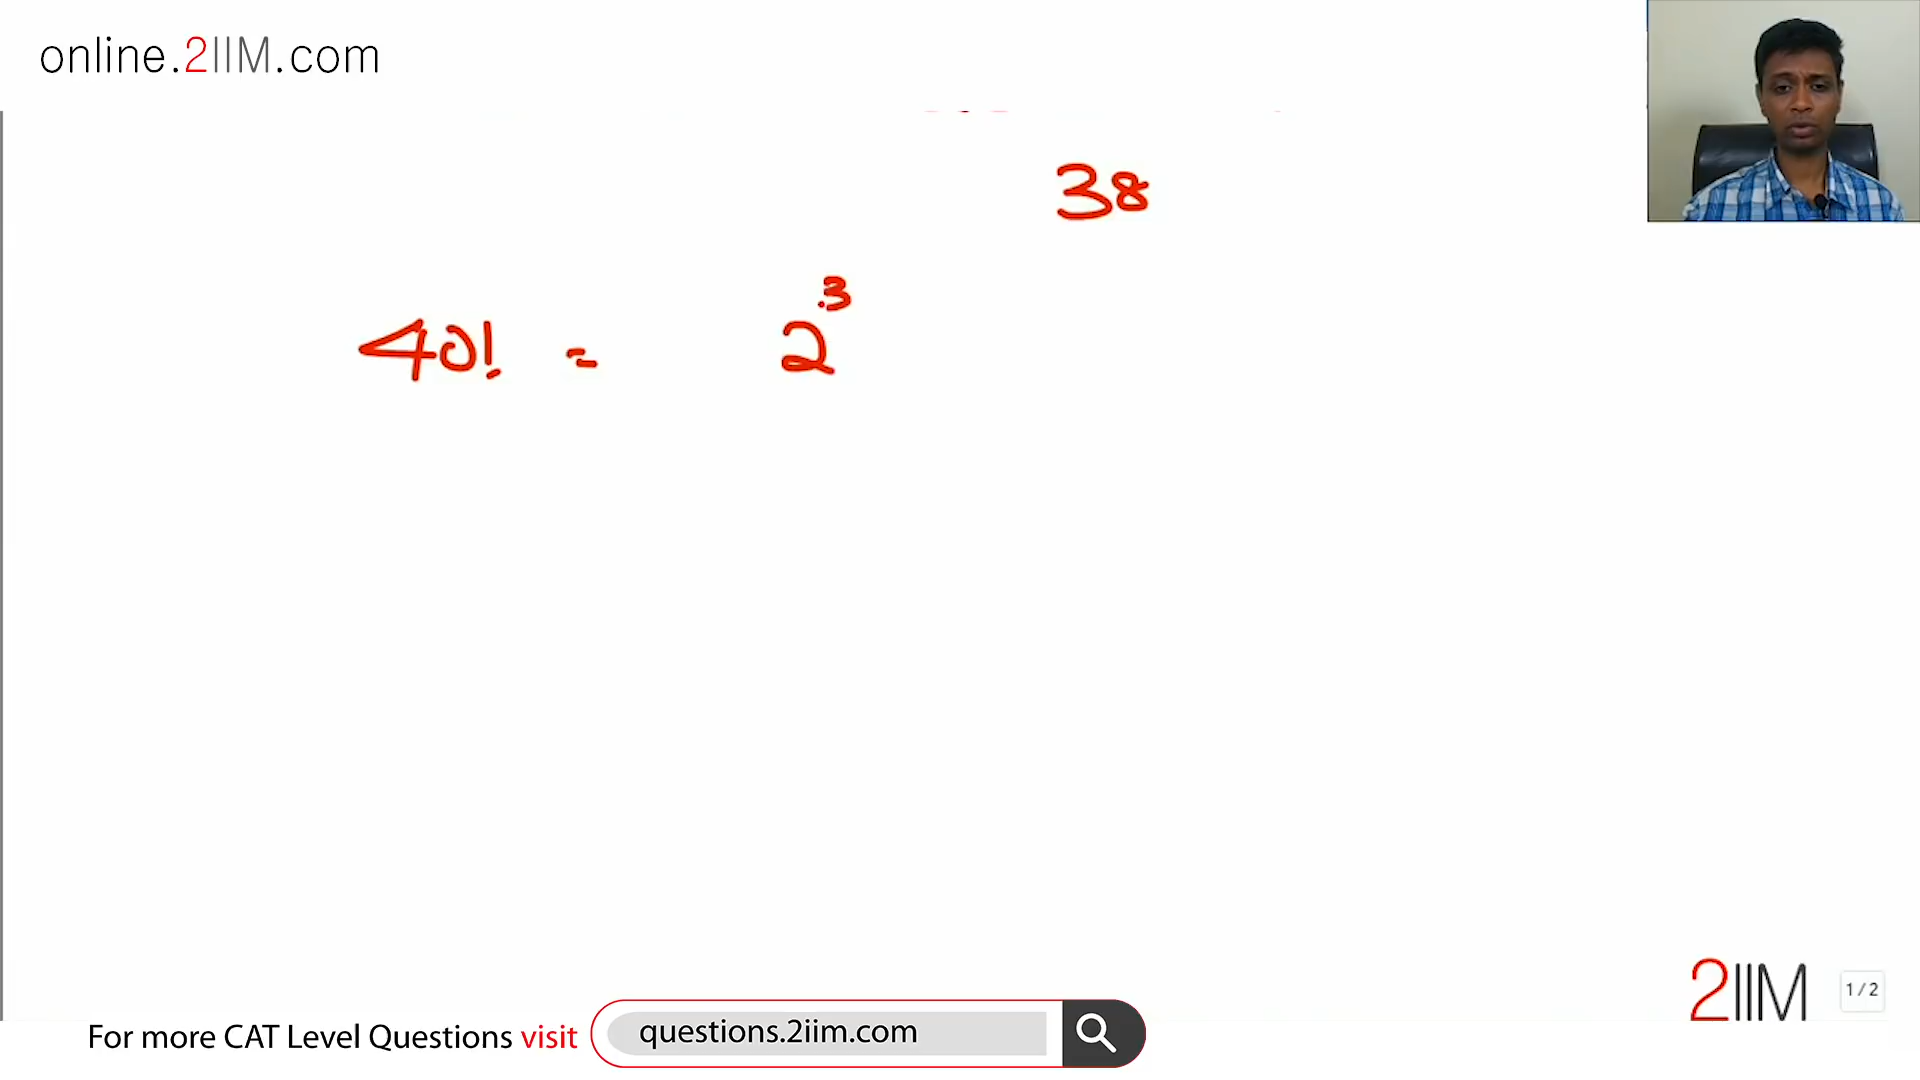 online.2IIM.com
38
40! = 2^.3
2IIM
1 / 2
For more CAT Level Questions visit questions.2iim.com